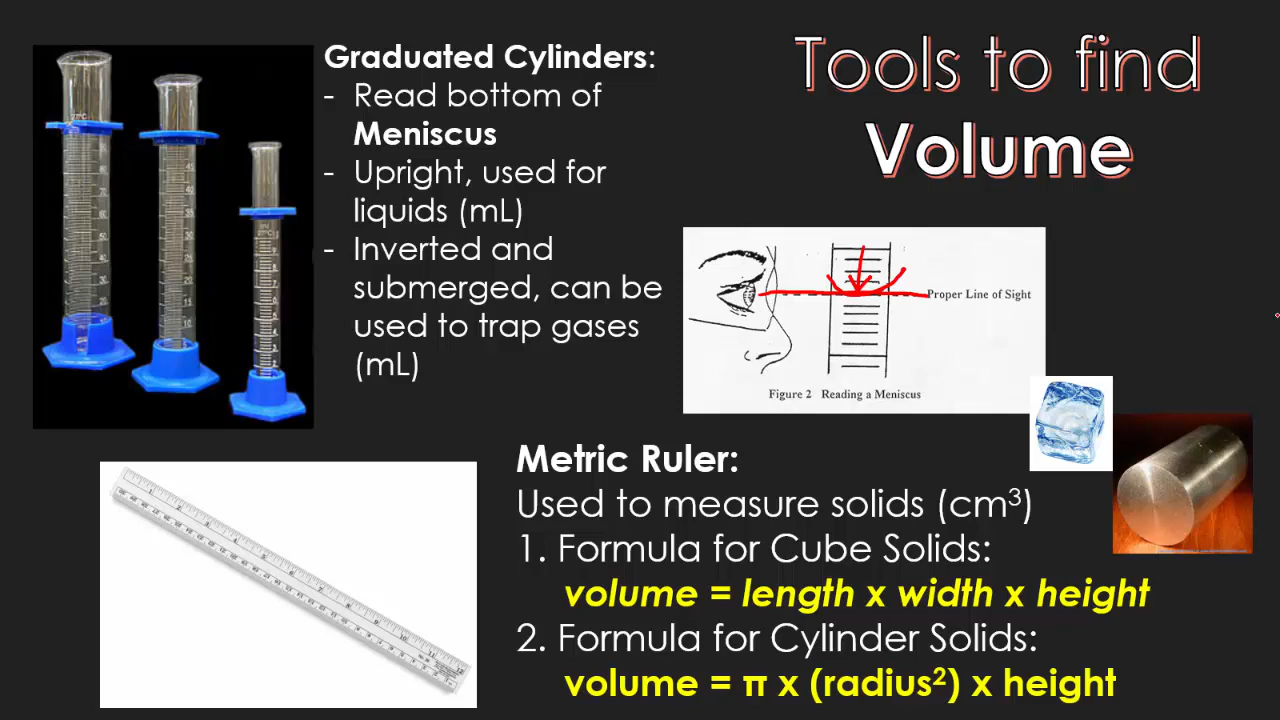 Tools to find
Volume
Graduated Cylinders:
- Read bottom of
Meniscus
- Upright, used for
liquids (mL)
- Inverted and
submerged, can be
used to trap gases
(mL)
Proper Line of Sight
Figure 2 Reading a Meniscus
Metric Ruler:
Used to measure solids (cm³)
1. Formula for Cube Solids:
volume = length x width x height
2. Formula for Cylinder Solids:
volume = π x (radius²) x height